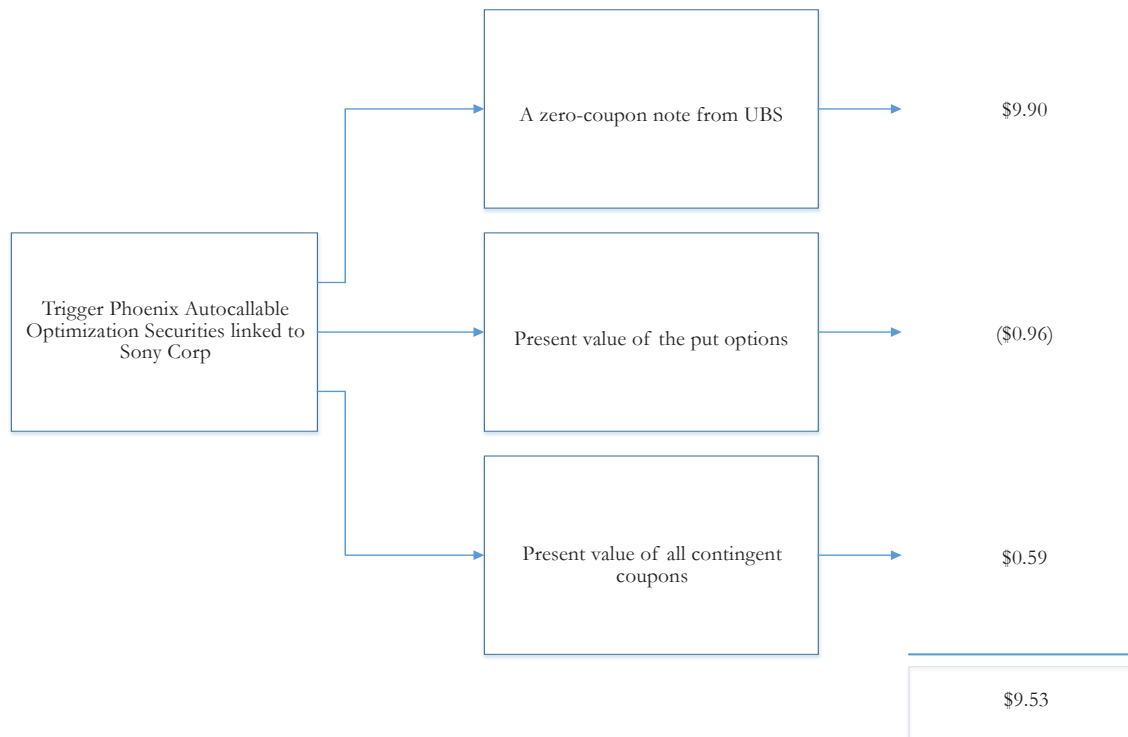 A zero-coupon note from UBS
$9.90
Trigger Phoenix Autocallable
Optimization Securities linked to
Sony Corp
Present value of the put options
($0.96)
Present value of all contingent
coupons
$0.59
$9.53